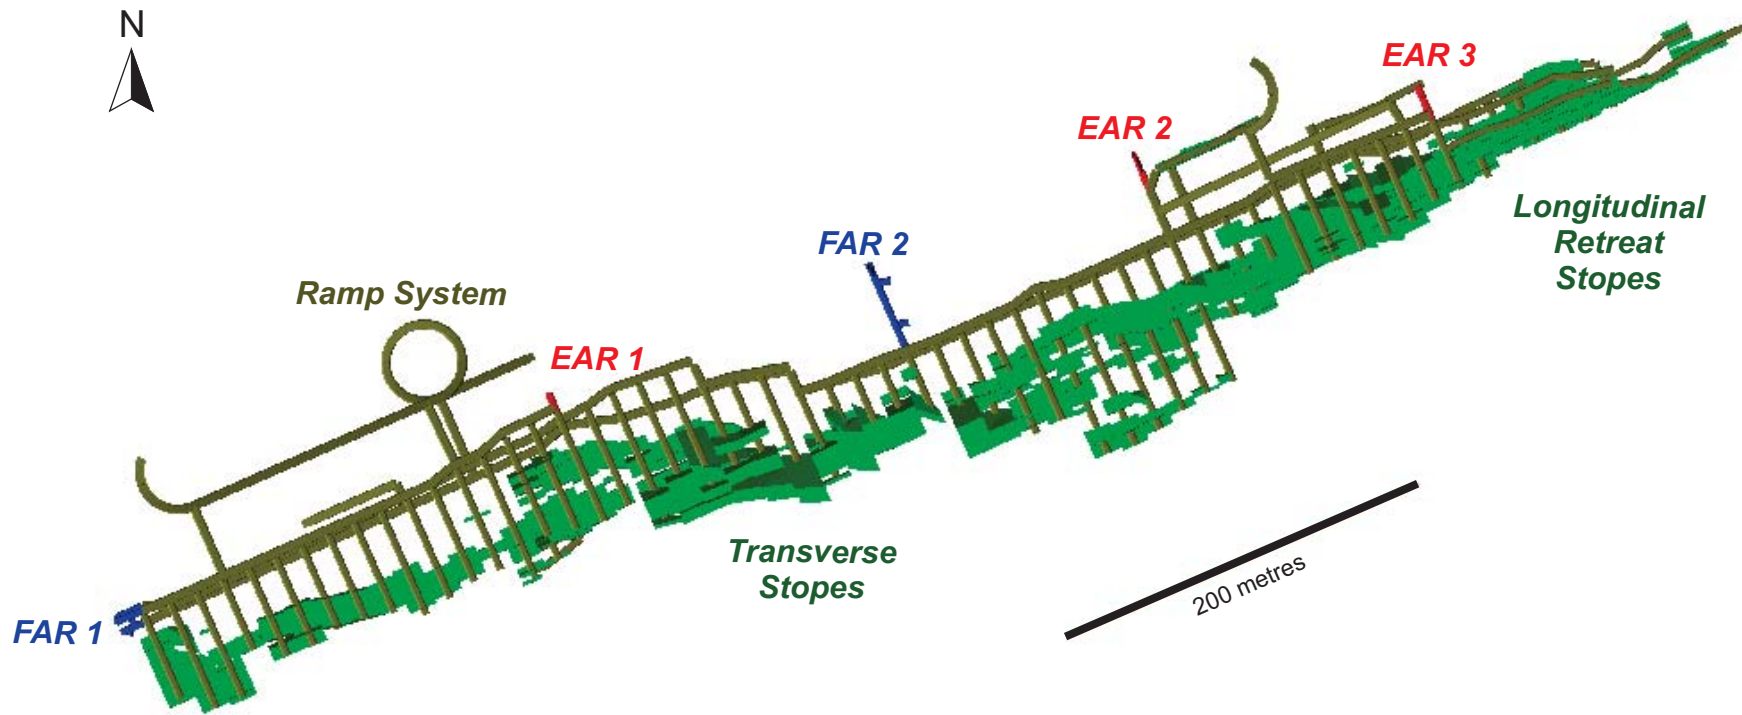 N
EAR 3
EAR 2
Longitudinal
Retreat
Stopes
FAR 2
Ramp System
EAR 1
Transverse
Stopes
200 metres
FAR 1